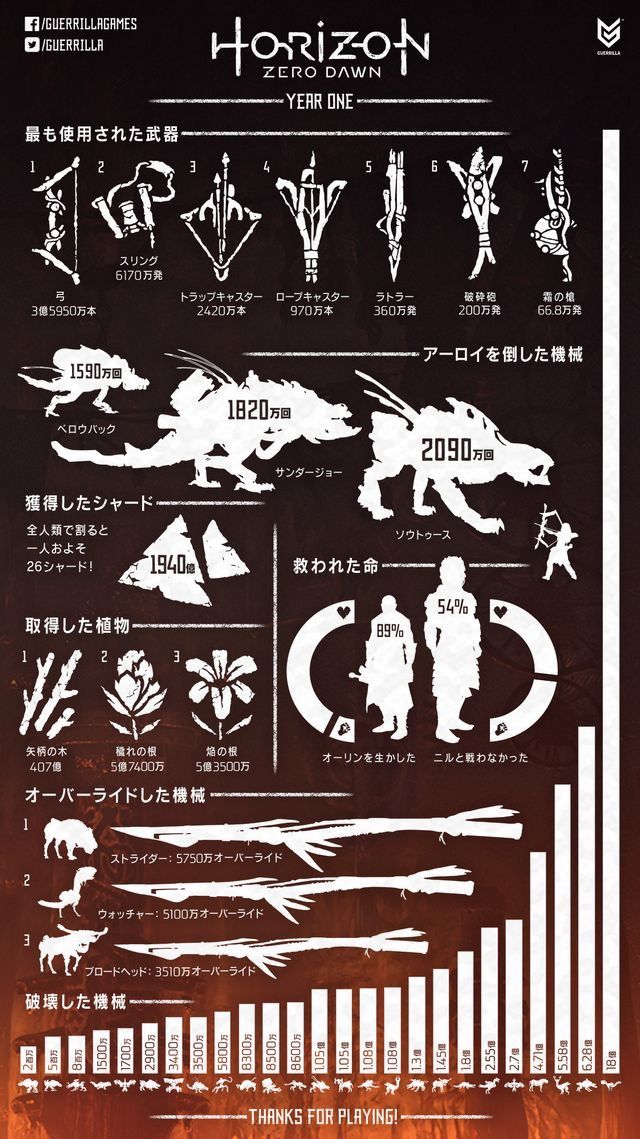 /GUERRILLAGAMES
/GUERRILLA
HORIZON
ZERO DAWN
GUERRILLA
YEAR ONE
最も使用された武器
1
2
3
4
5
6
7
弓
3億5950万本
スリング
6170万発
トラップキャスター
2420万本
ロープキャスター
970万本
ラトラー
360万発
破砕砲
200万発
霜の槍
66.8万発
アーロイを倒した機械
1590万回
ベロウバック
1820万回
サンダージョー
2090万回
ソウトゥース
獲得したシャード
全人類で割ると
一人およそ
26シャード!
1940億
救われた命
89%
54%
オーリンを生かした
ニルと戦わなかった
取得した植物
1
2
3
矢柄の木
407億
穢れの根
5億7400万
焔の根
5億3500万
オーバーライドした機械
1
ストライダー: 5750万オーバーライド
2
ウォッチャー: 5100万オーバーライド
3
ブロードヘッド: 3510万オーバーライド
破壊した機械
2百万
5百万
8百万
1500万
1700万
2900万
3400万
3500万
5800万
8300万
8500万
8600万
1.05億
1.05億
1.08億
1.08億
1.3億
1.45億
1.8億
2.55億
2.7億
4.71億
5.58億
6.28億
18億
THANKS FOR PLAYING!